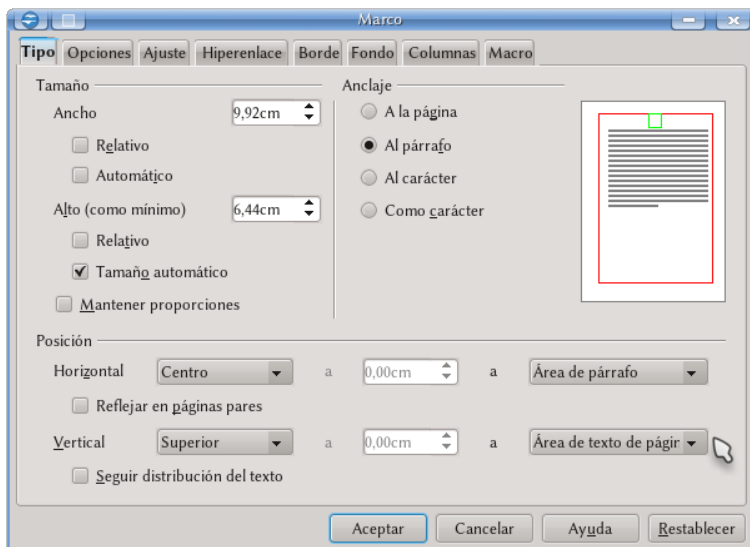 Marco
Tipo Opciones Ajuste Hiperenlace Borde Fondo Columnas Macro
Tamaño
Ancho 9,92cm
Relativo
Automático
Alto (como mínimo) 6,44cm
Relativo
Tamaño automático
Mantener proporciones
Anclaje
A la página
Al párrafo
Al carácter
Como carácter
Posición
Horizontal Centro a 0,00cm a Área de párrafo
Reflejar en páginas pares
Vertical Superior a 0,00cm a Área de texto de págir
Seguir distribución del texto
Aceptar Cancelar Ayuda Restablecer